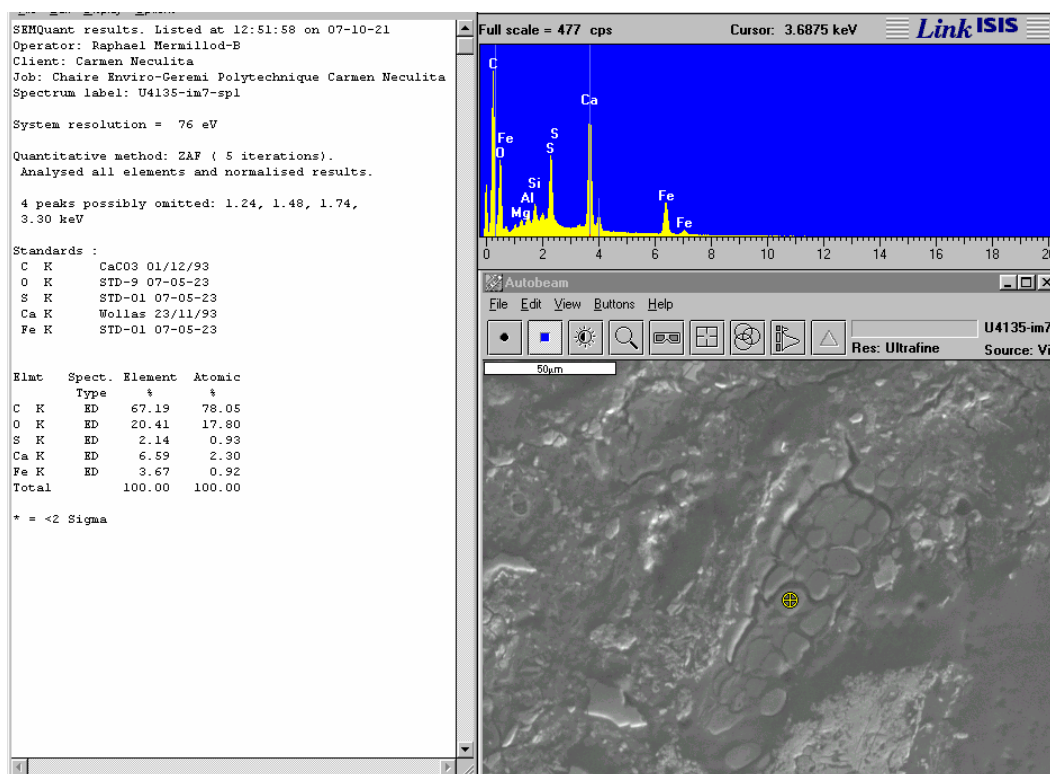 SEMQuant results. Listed at 12:51:58 on 07-10-21
Operator: Raphael Mermillod-B
Client: Carmen Neculita
Job: Chaire Enviro-Geremi Polytechnique Carmen Neculita
Spectrum label: U4135-im7-sp1
System resolution = 76 eV
Quantitative method: ZAF ( 5 iterations).
Analysed all elements and normalised results.
4 peaks possibly omitted: 1.24, 1.48, 1.74,
3.30 keV
Standards :
C K CaCO3 01/12/93
O K STD-9 07-05-23
S K STD-01 07-05-23
Ca K Wollas 23/11/93
Fe K STD-01 07-05-23
Elmt Spect. Element Atomic
Type % %
C K ED 67.19 78.05
O K ED 20.41 17.80
S K ED 2.14 0.93
Ca K ED 6.59 2.30
Fe K ED 3.67 0.92
Total 100.00 100.00
* = <2 Sigma
Full scale = 477 cps Cursor: 3.6875 keV Link ISIS
C
Ca
Fe S
O S
Si
Al
Mg
Fe
Fe
0 2 4 6 8 10 12 14 16 18 20
Autobeam
File Edit View Buttons Help
U4135-im7
Res: Ultrafine Source: Vi
50µm